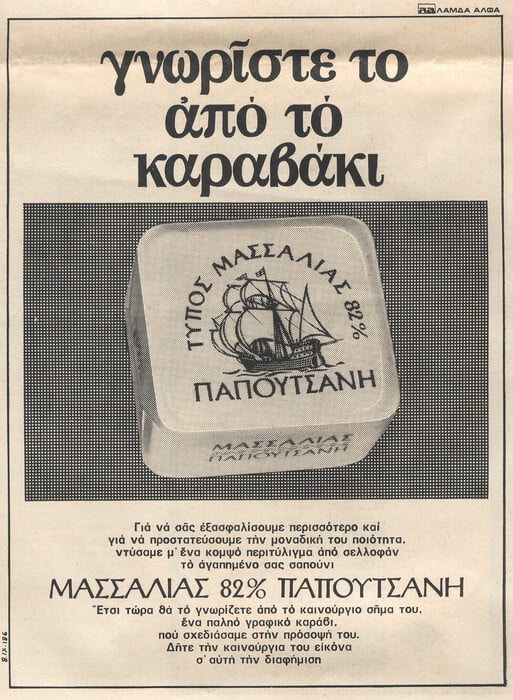 ΛΑΜΔΑ ΑΛΦΑ
γνωρῖστε το
ἀπό τό
καραβάκι
ΤΥΠΟΣ ΜΑΣΣΑΛΙΑΣ 82%
ΠΑΠΟΥΤΣΑΝΗ
ΜΑΣΣΑΛΙΑΣ
ΠΑΠΟΥΤΣΑΝΗ
Γιά νά σᾶς ἐξασφαλίσουμε περισσότερο καί
γιά νά προστατεύσουμε τήν μοναδική του ποιότητα,
ντύσαμε μ' ἕνα κομψό περιτύλιγμα ἀπό σελλοφάν
τό ἀγαπημένο σας σαπούνι
ΜΑΣΣΑΛΙΑΣ 82% ΠΑΠΟΥΤΣΑΝΗ
Ἔτσι τώρα θά τό γνωρίζετε ἀπό τό καινούργιο σῆμα του,
ἕνα παληό γραφικό καράβι,
πού σχεδιάσαμε στήν πρόσοψή του.
Δῆτε τήν καινούργια του εἰκόνα
σ' αὐτή τήν διαφήμιση